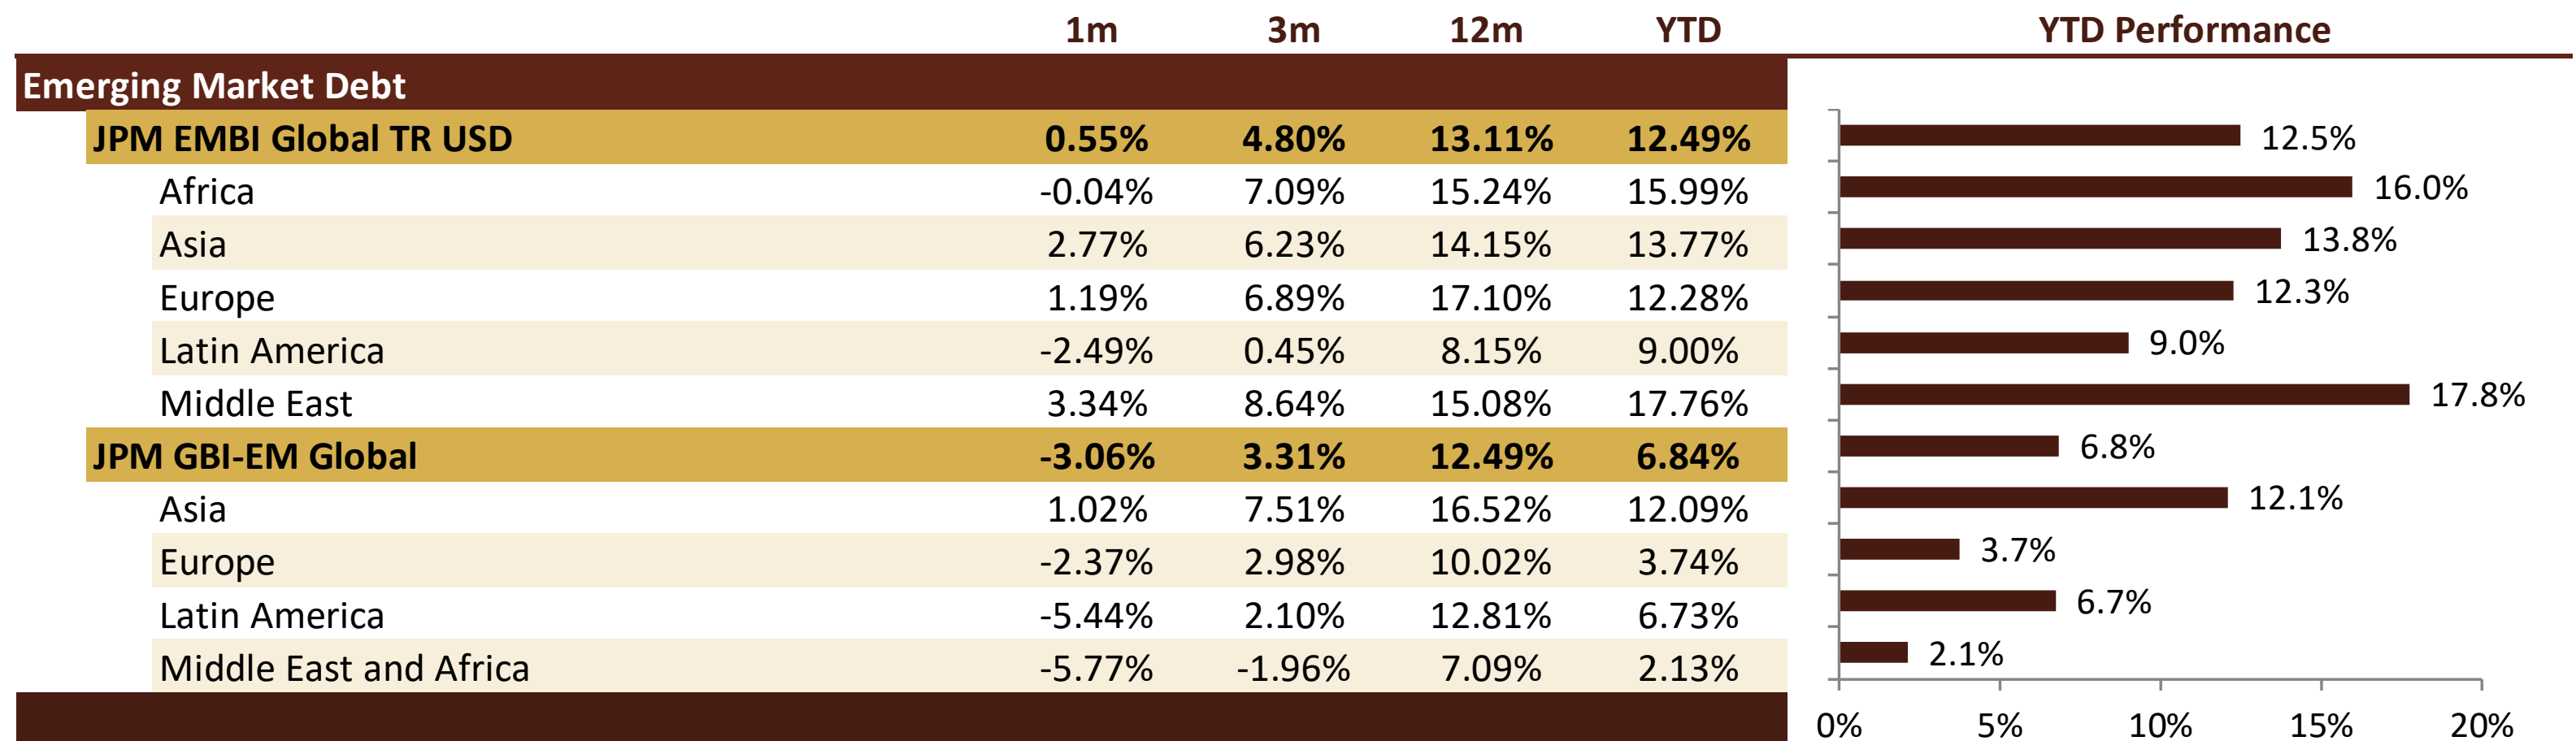 1m 3m 12m YTD YTD Performance
Emerging Market Debt
JPM EMBI Global TR USD 0.55% 4.80% 13.11% 12.49% 12.5%
Africa -0.04% 7.09% 15.24% 15.99% 16.0%
Asia 2.77% 6.23% 14.15% 13.77% 13.8%
Europe 1.19% 6.89% 17.10% 12.28% 12.3%
Latin America -2.49% 0.45% 8.15% 9.00% 9.0%
Middle East 3.34% 8.64% 15.08% 17.76% 17.8%
JPM GBI-EM Global -3.06% 3.31% 12.49% 6.84% 6.8%
Asia 1.02% 7.51% 16.52% 12.09% 12.1%
Europe -2.37% 2.98% 10.02% 3.74% 3.7%
Latin America -5.44% 2.10% 12.81% 6.73% 6.7%
Middle East and Africa -5.77% -1.96% 7.09% 2.13% 2.1%
0% 5% 10% 15% 20%